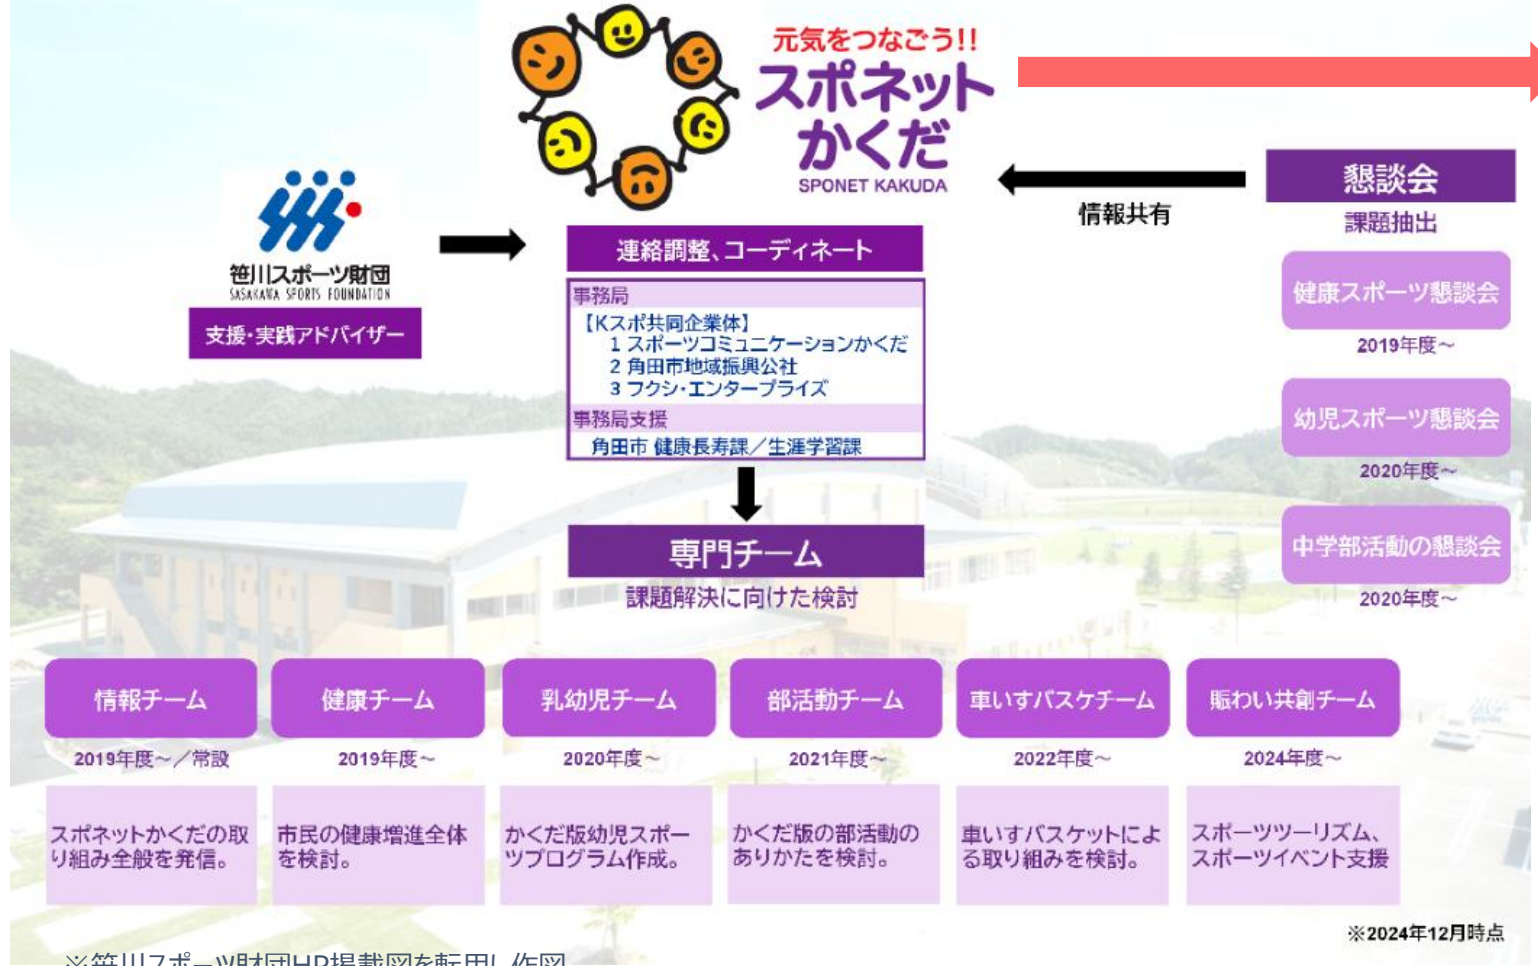 元気をつなごう!!
スポネット
かくだ
SPONET KAKUDA
懇談会
情報共有
課題抽出
笹川スポーツ財団
SASAKAWA SPORTS FOUNDATION
支援・実践アドバイザー
連絡調整、コーディネート
事務局
【Kスポ共同企業体】
1 スポーツコミュニケーションかくだ
2 角田市地域振興公社
3 フクシ・エンタープライズ
事務局支援
角田市 健康長寿課／生涯学習課
健康スポーツ懇談会
2019年度～
幼児スポーツ懇談会
2020年度～
中学部活動の懇談会
2020年度～
専門チーム
課題解決に向けた検討
情報チーム
2019年度～／常設
スポネットかくだの取
り組み全般を発信。
健康チーム
2019年度～
市民の健康増進全体
を検討。
乳幼児チーム
2020年度～
かくだ版幼児スポー
ツプログラム作成。
部活動チーム
2021年度～
かくだ版の部活動の
ありかたを検討。
車いすバスケチーム
2022年度～
車いすバスケットによ
る取り組みを検討。
賑わい共創チーム
2024年度～
スポーツツーリズム、
スポーツイベント支援
※2024年12月時点
※笹川スポーツ財団HP掲載図を転用し作図